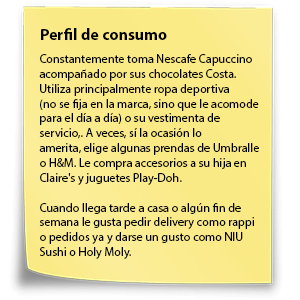 Perfil de consumo
Constantemente toma Nescafe Capuccino
acompañado por sus chocolates Costa.
Utiliza principalmente ropa deportiva
(no se fija en la marca, sino que le acomode
para el día a día) o su vestimenta de
servicio,. A veces, sí la ocasión lo
amerita, elige algunas prendas de Umbralle
o H&M. Le compra accesorios a su hija en
Claire's y juguetes Play-Doh.
Cuando llega tarde a casa o algún fin de
semana le gusta pedir delivery como rappi
o pedidos ya y darse un gusto como NIU
Sushi o Holy Moly.